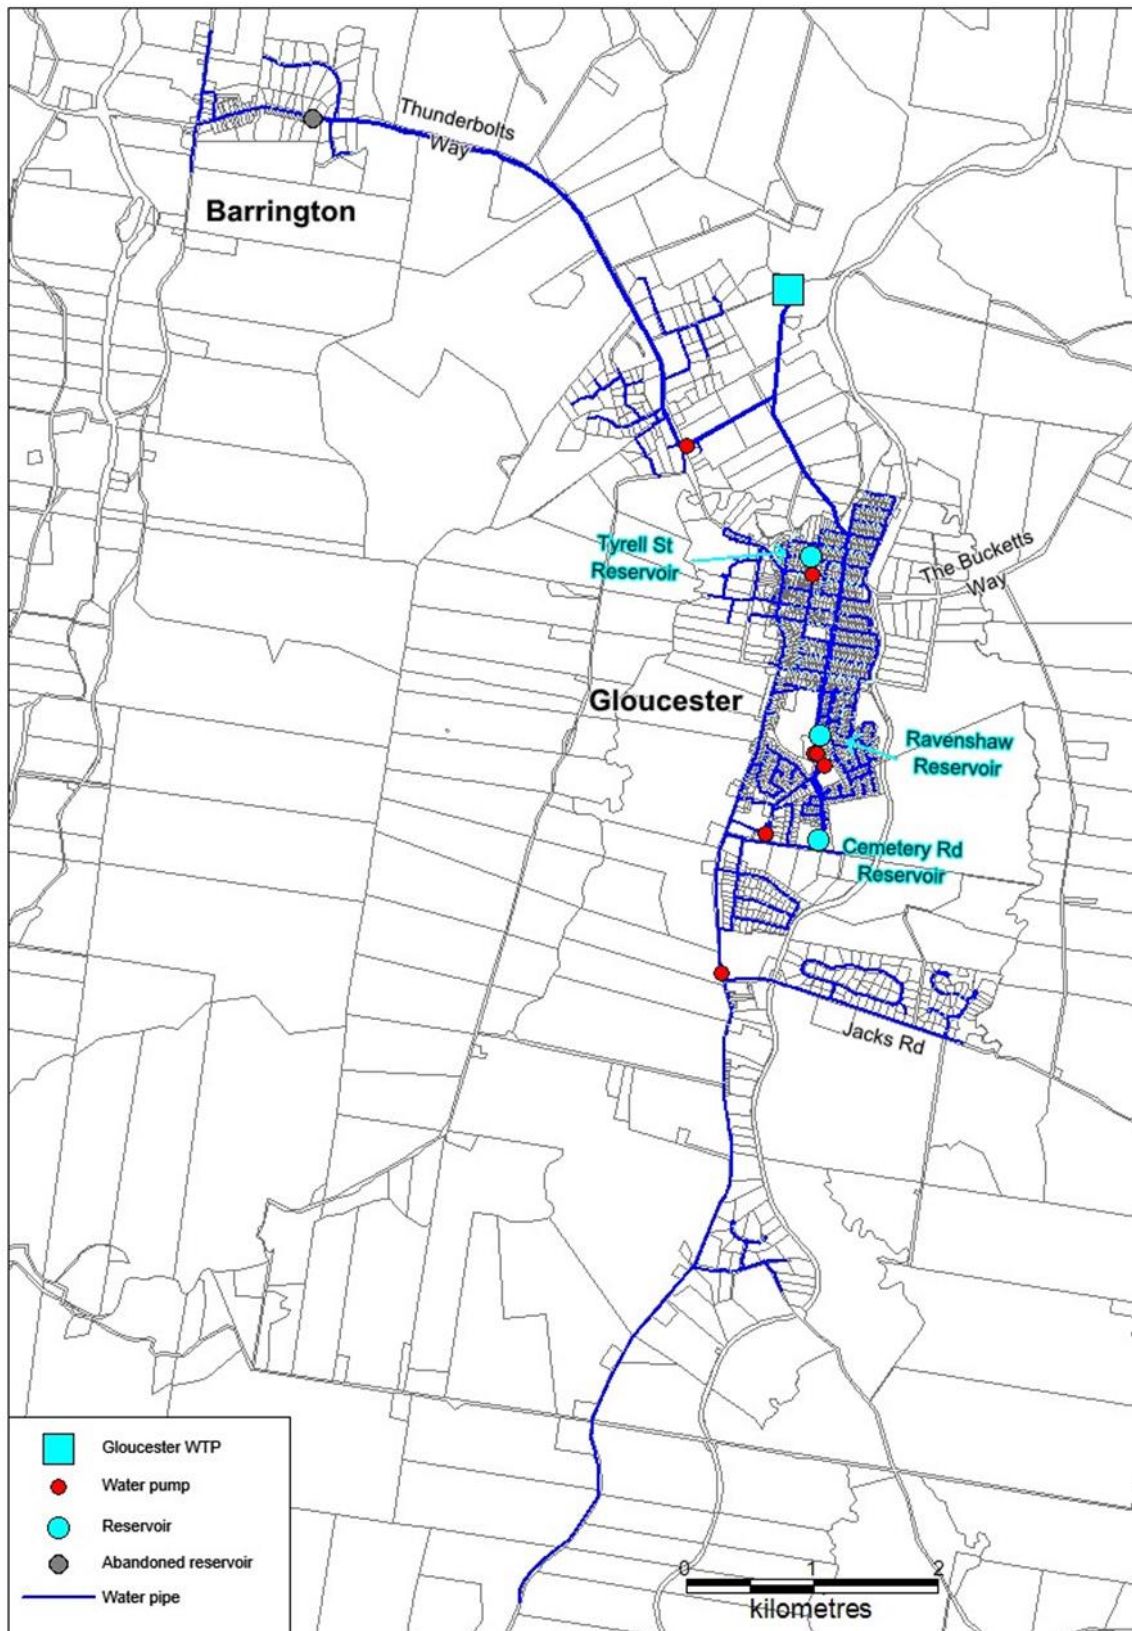 Thunderbolts
Way
Barrington
Tyrell St
Reservoir
The Bucketts
Way
Gloucester
Ravenshaw
Reservoir
Cemetery Rd
Reservoir
Jacks Rd
Gloucester WTP
Water pump
Reservoir
Abandoned reservoir
Water pipe
0 1 2
kilometres